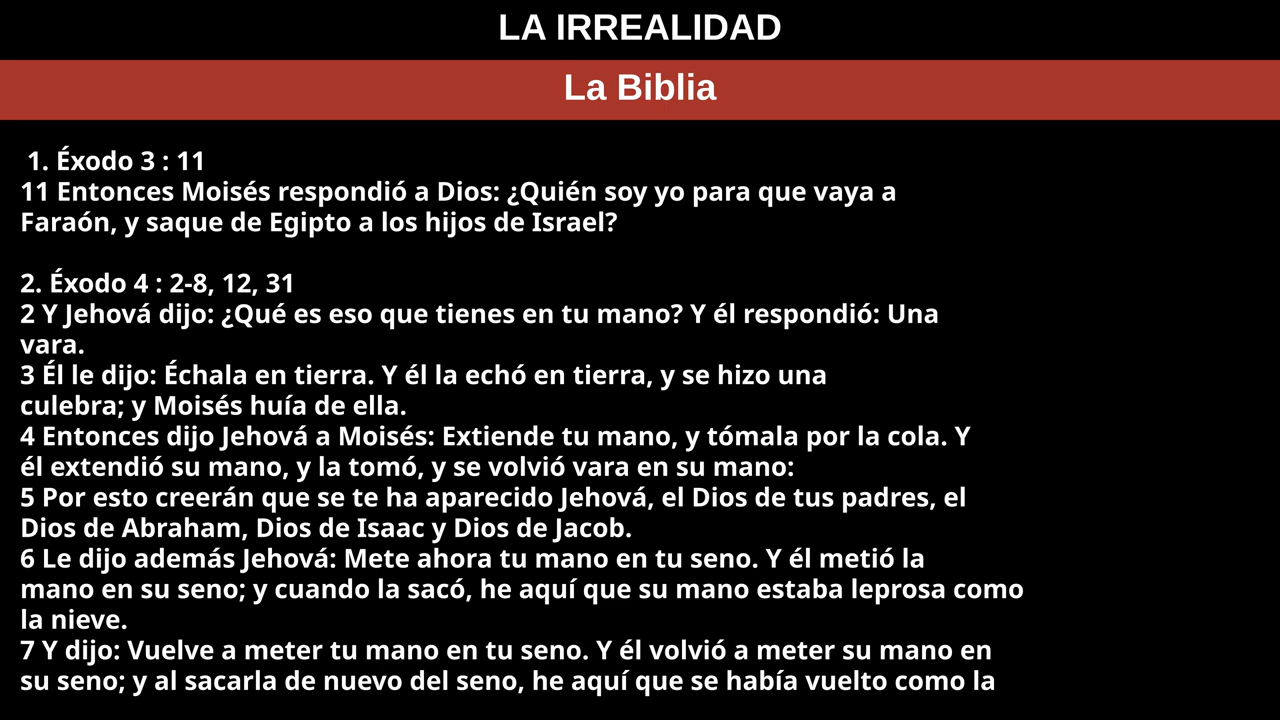 LA IRREALIDAD
La Biblia
1. Éxodo 3 : 11
11 Entonces Moisés respondió a Dios: ¿Quién soy yo para que vaya a
Faraón, y saque de Egipto a los hijos de Israel?
2. Éxodo 4 : 2-8, 12, 31
2 Y Jehová dijo: ¿Qué es eso que tienes en tu mano? Y él respondió: Una
vara.
3 Él le dijo: Échala en tierra. Y él la echó en tierra, y se hizo una
culebra; y Moisés huía de ella.
4 Entonces dijo Jehová a Moisés: Extiende tu mano, y tómala por la cola. Y
él extendió su mano, y la tomó, y se volvió vara en su mano:
5 Por esto creerán que se te ha aparecido Jehová, el Dios de tus padres, el
Dios de Abraham, Dios de Isaac y Dios de Jacob.
6 Le dijo además Jehová: Mete ahora tu mano en tu seno. Y él metió la
mano en su seno; y cuando la sacó, he aquí que su mano estaba leprosa como
la nieve.
7 Y dijo: Vuelve a meter tu mano en tu seno. Y él volvió a meter su mano en
su seno; y al sacarla de nuevo del seno, he aquí que se había vuelto como la